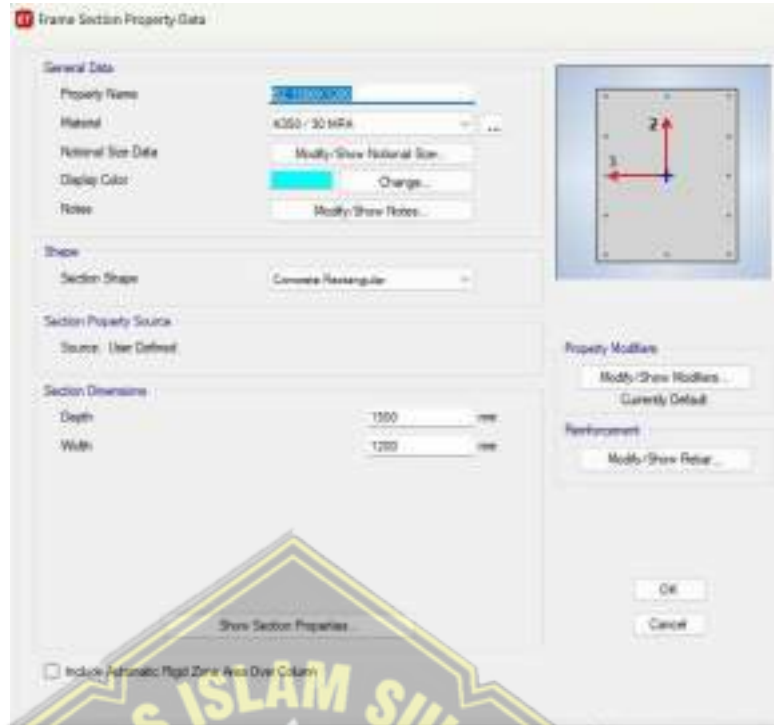 Frame Section Property Data
General Data
Property Name
Material K350 / 30 MPA ...
Notional Size Data Modify/Show Notional Size...
Display Color Change...
Notes Modify/Show Notes...
2
3
Shape
Section Shape Concrete Rectangular
Section Property Source
Source: User Defined
Property Modifiers
Modify/Show Modifiers...
Currently Default
Section Dimensions
Depth 1500 mm
Width 1200 mm
Reinforcement
Modify/Show Rebar...
OK
Show Section Properties...
Cancel
Include Automatic Rigid Zone Area Over Column
ISLAM